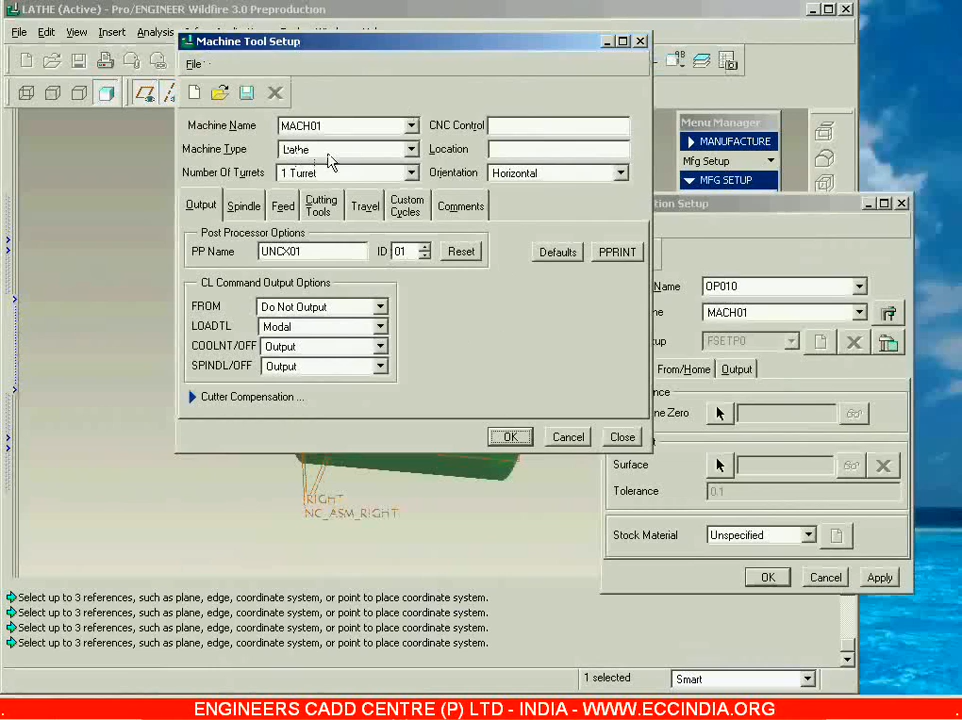 LATHE (Active) - Pro/ENGINEER Wildfire 3.0 Preproduction
File Edit View Insert Analysis
Machine Tool Setup
File
Machine Name MACH01 CNC Control
Machine Type Lathe Location
Number Of Turrets 1 Turret Orientation Horizontal
Output Spindle Feed Cutting Tools Travel Custom Cycles Comments
Post Processor Options
PP Name UNCX01 ID 01 Reset Defaults PPRINT
CL Command Output Options
FROM Do Not Output
LOADTL Modal
COOLNT/OFF Output
SPINDL/OFF Output
Cutter Compensation ...
OK Cancel Close
Menu Manager
MANUFACTURE
Mfg Setup
MFG SETUP
tion Setup
Name OP010
ne MACH01
up FSETP0
From/Home Output
nce
ne Zero
t
Surface
Tolerance 0.1
Stock Material Unspecified
OK Cancel Apply
RIGHT
NC_ASM_RIGHT
Select up to 3 references, such as plane, edge, coordinate system, or point to place coordinate system.
Select up to 3 references, such as plane, edge, coordinate system, or point to place coordinate system.
Select up to 3 references, such as plane, edge, coordinate system, or point to place coordinate system.
Select up to 3 references, such as plane, edge, coordinate system, or point to place coordinate system.
1 selected Smart
ENGINEERS CADD CENTRE (P) LTD - INDIA - WWW.ECCINDIA.ORG